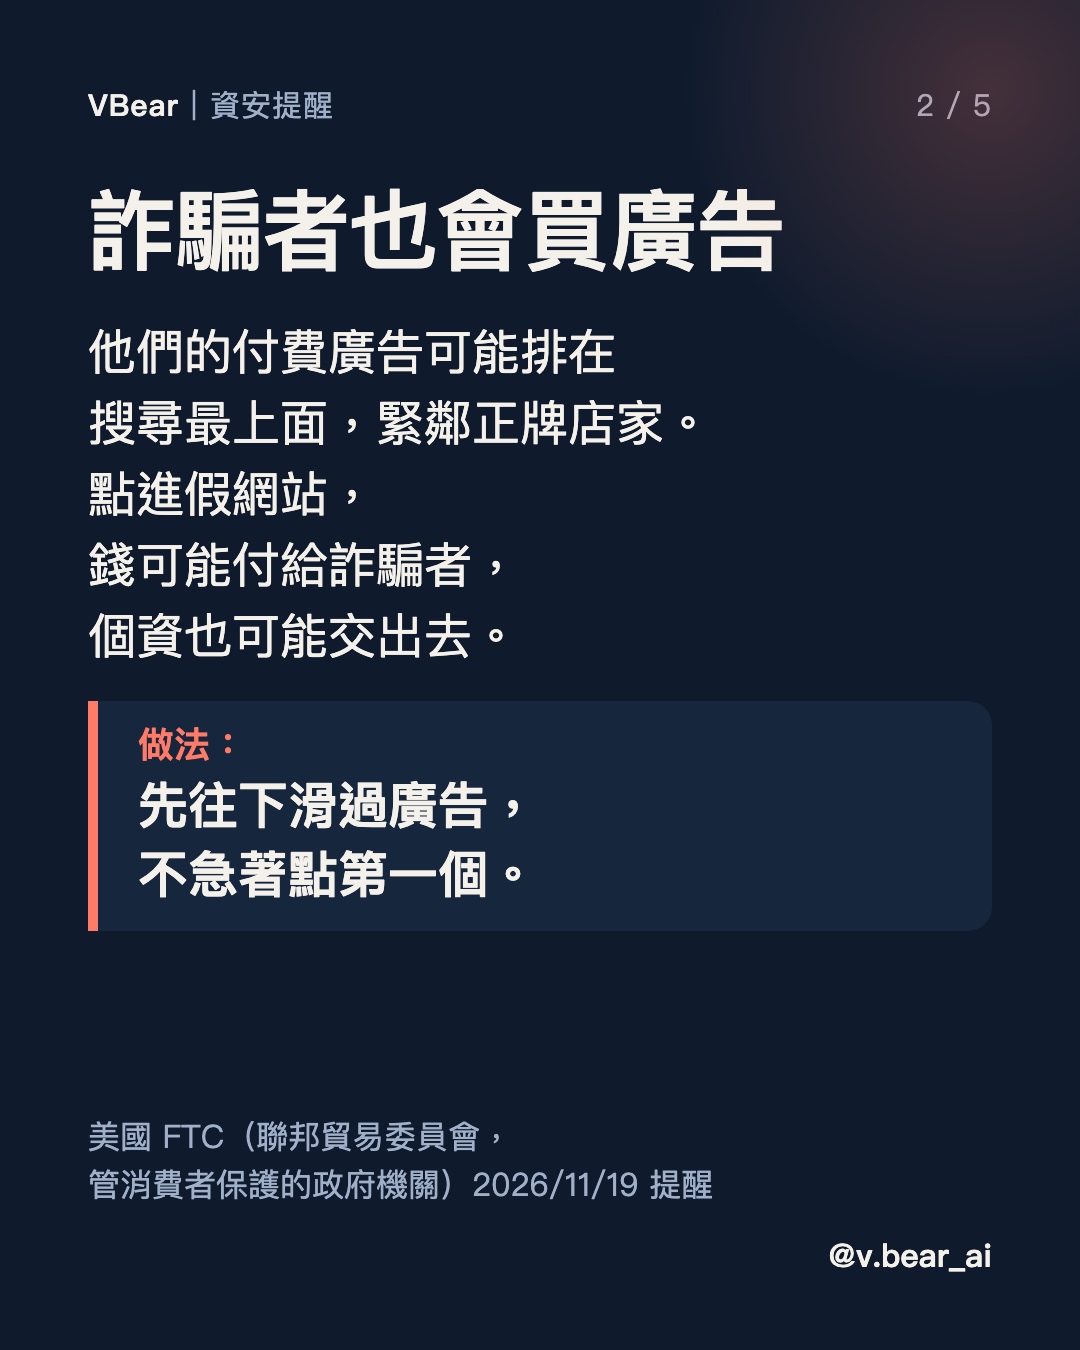 VBear｜資安提醒
2 / 5
詐騙者也會買廣告
他們的付費廣告可能排在
搜尋最上面，緊鄰正牌店家。
點進假網站，
錢可能付給詐騙者，
個資也可能交出去。
做法：
先往下滑過廣告，
不急著點第一個。
美國 FTC（聯邦貿易委員會，
管消費者保護的政府機關）2026/11/19 提醒
@v.bear_ai